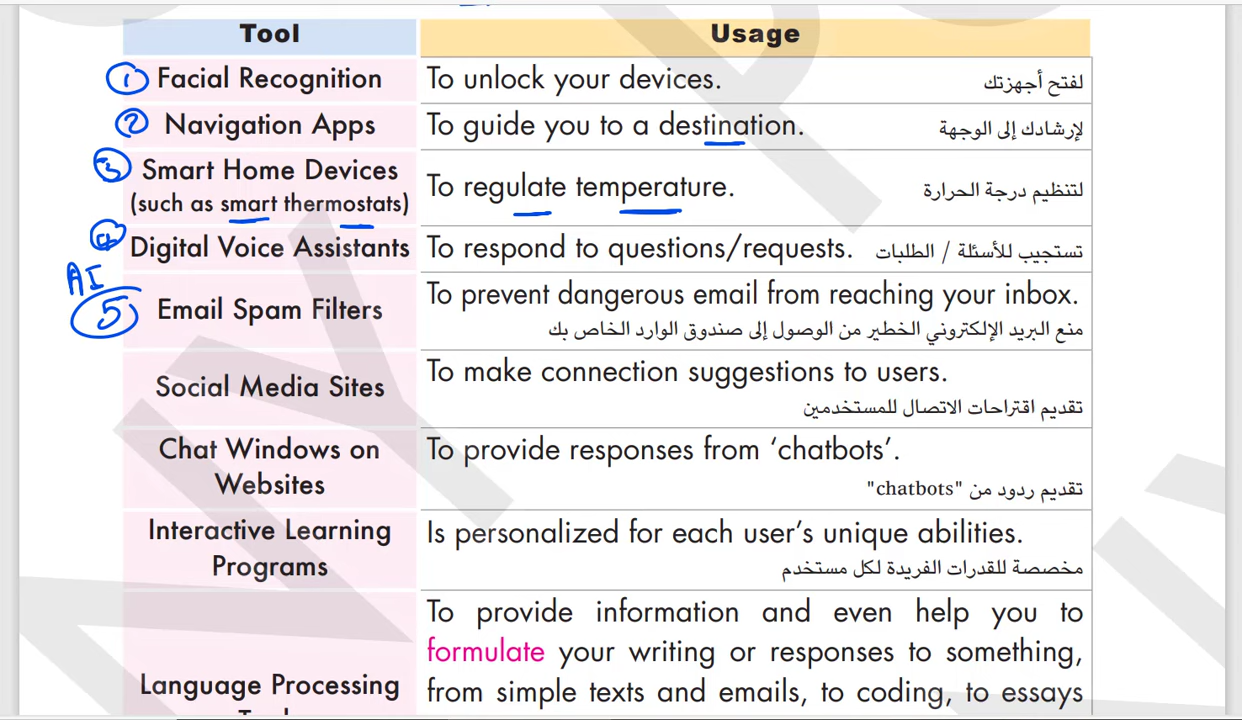 Tool
Usage
① Facial Recognition
To unlock your devices.
لفتح أجهزتك
② Navigation Apps
To guide you to a destination.
لإرشادك إلى الوجهة
③ Smart Home Devices
(such as smart thermostats)
To regulate temperature.
لتنظيم درجة الحرارة
④ Digital Voice Assistants
To respond to questions/requests.
تستجيب للأسئلة / الطلبات
AI
⑤ Email Spam Filters
To prevent dangerous email from reaching your inbox.
منع البريد الإلكتروني الخطير من الوصول إلى صندوق الوارد الخاص بك
Social Media Sites
To make connection suggestions to users.
تقديم اقتراحات الاتصال للمستخدمين
Chat Windows on
Websites
To provide responses from ‘chatbots’.
تقديم ردود من "chatbots"
Interactive Learning
Programs
Is personalized for each user’s unique abilities.
مخصصة للقدرات الفريدة لكل مستخدم
Language Processing
To provide information and even help you to
formulate your writing or responses to something,
from simple texts and emails, to coding, to essays